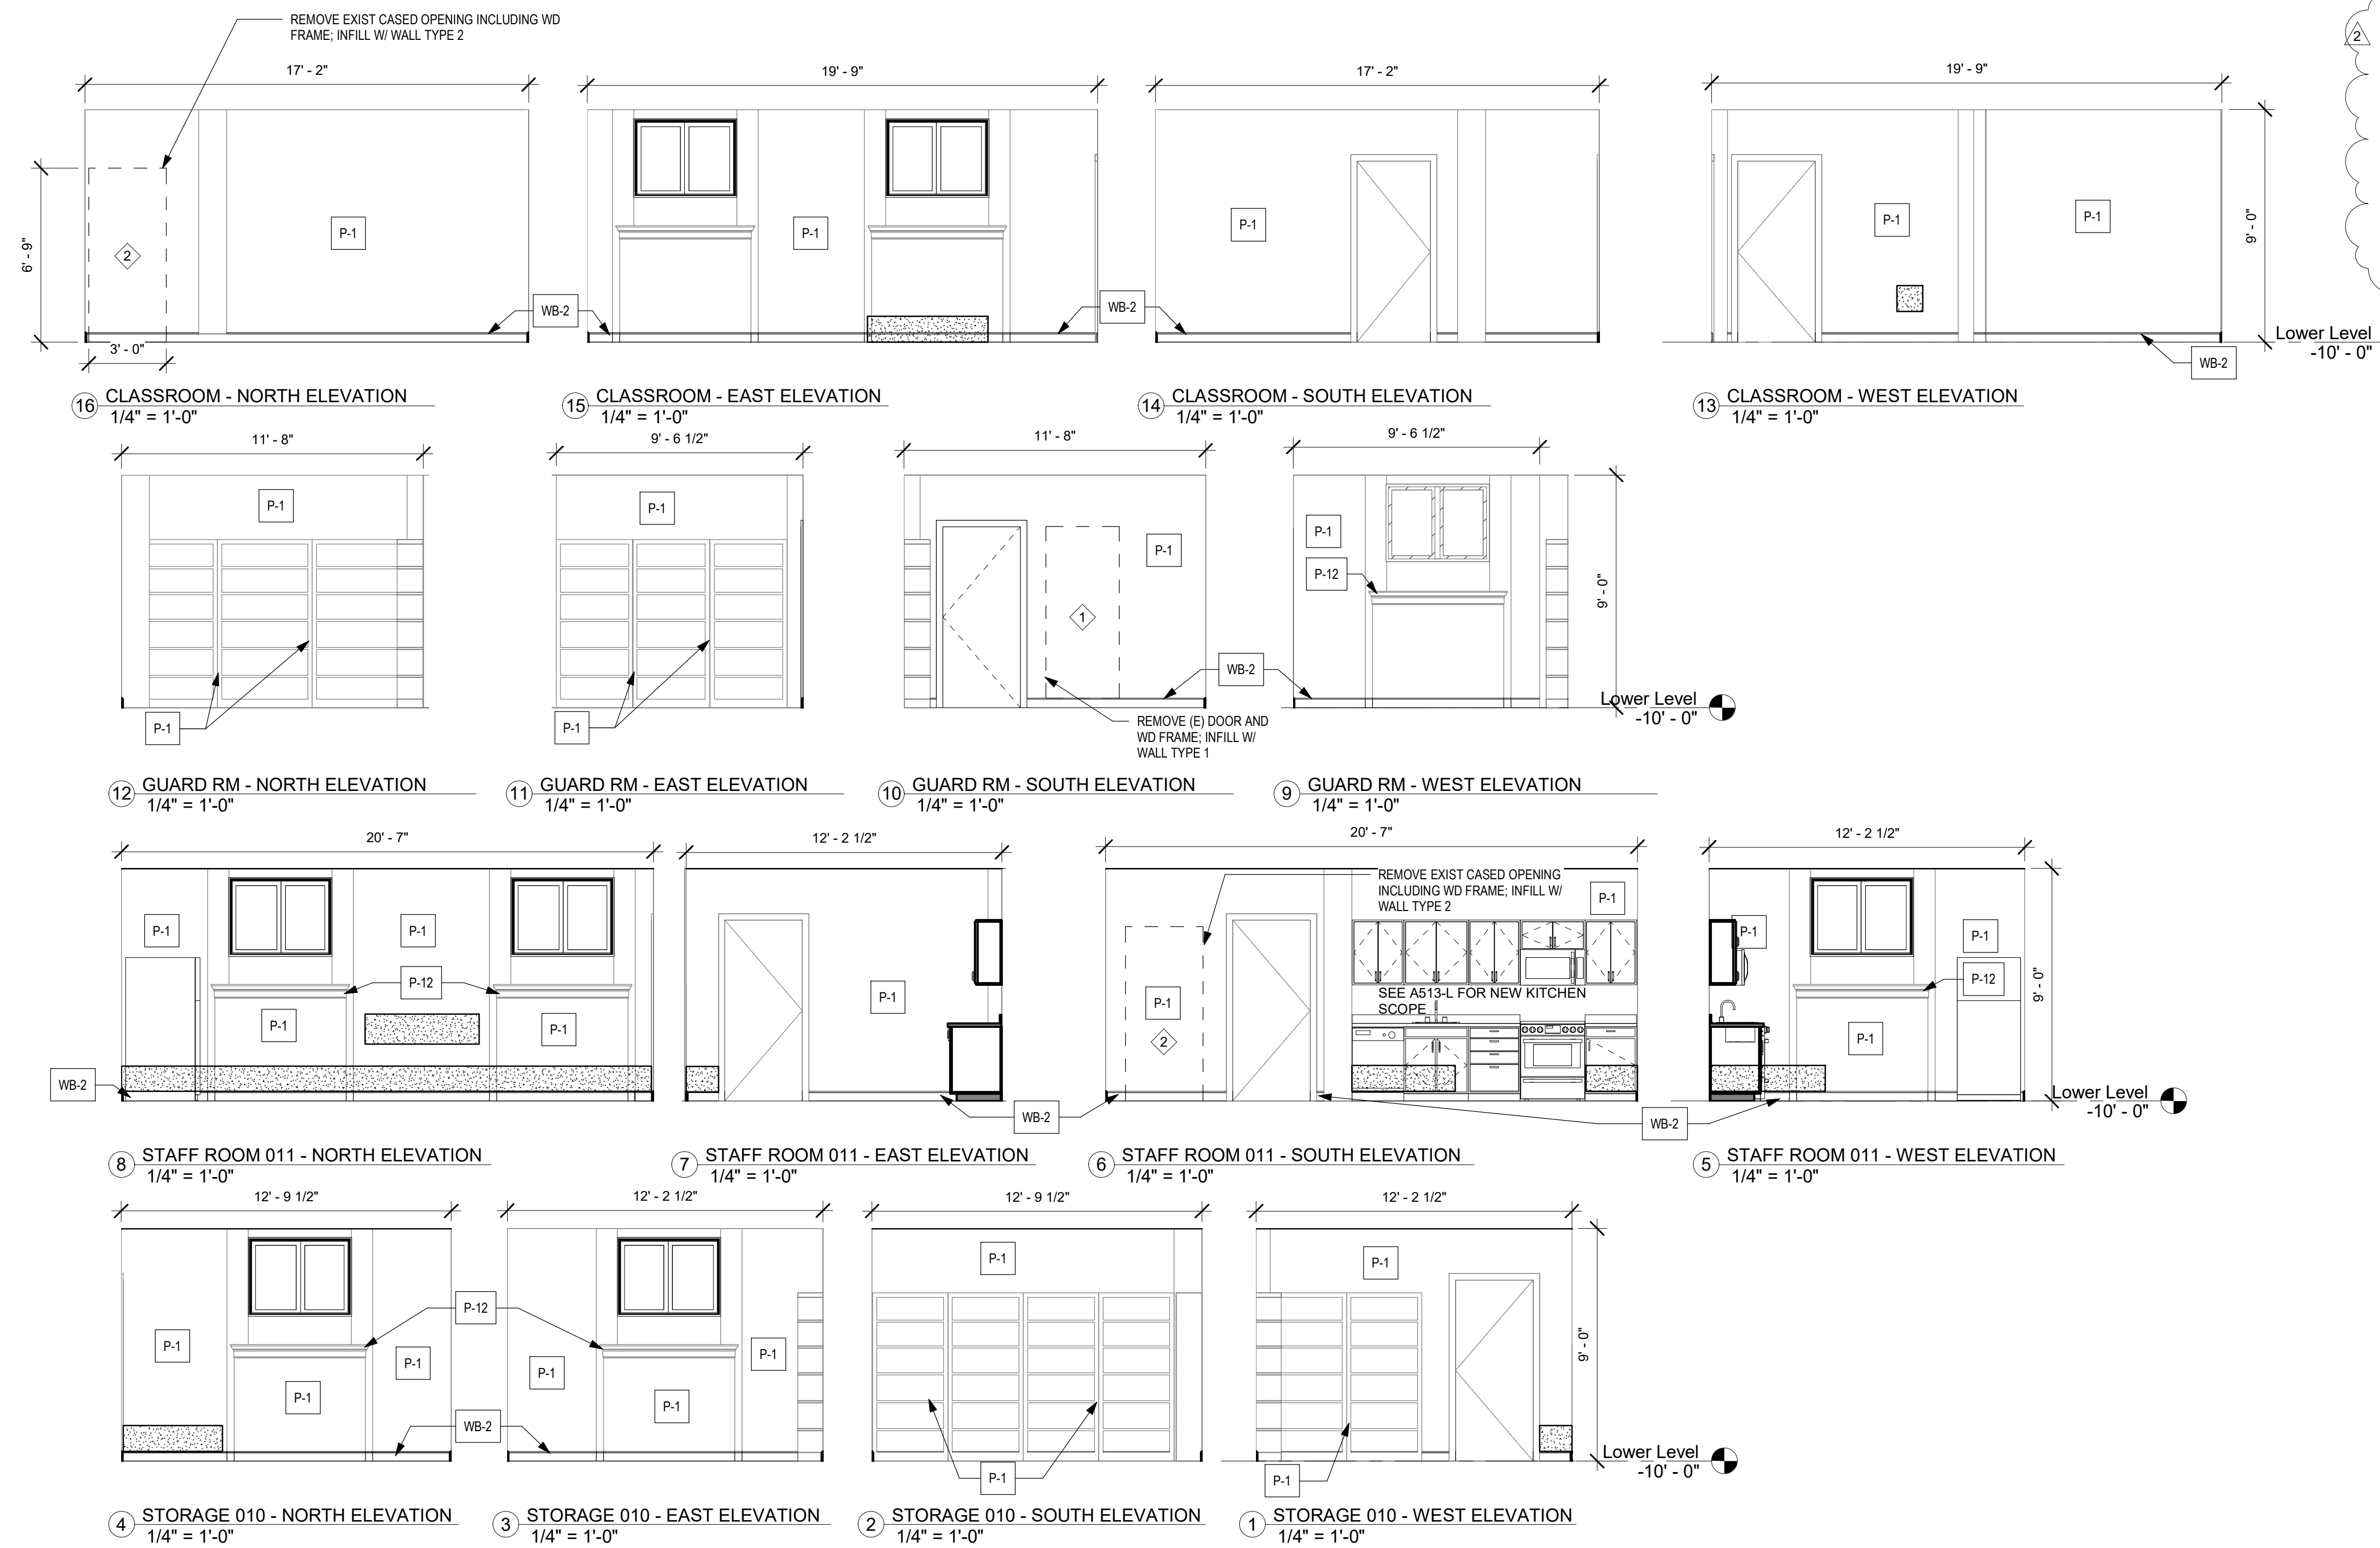 REMOVE EXIST CASED OPENING INCLUDING WD
FRAME; INFILL W/ WALL TYPE 2
2
17' - 2"
19' - 9"
17' - 2"
19' - 9"
6' - 9"
2
P-1
P-1
P-1
P-1
P-1
9' - 0"
3' - 0"
WB-2
WB-2
WB-2
Lower Level
-10' - 0"
16 CLASSROOM - NORTH ELEVATION
1/4" = 1'-0"
15 CLASSROOM - EAST ELEVATION
1/4" = 1'-0"
14 CLASSROOM - SOUTH ELEVATION
1/4" = 1'-0"
13 CLASSROOM - WEST ELEVATION
1/4" = 1'-0"
11' - 8"
9' - 6 1/2"
11' - 8"
9' - 6 1/2"
P-1
P-1
P-1
P-1
P-12
1
9' - 0"
WB-2
P-1
P-1
REMOVE (E) DOOR AND
WD FRAME; INFILL W/
WALL TYPE 1
Lower Level
-10' - 0"
12 GUARD RM - NORTH ELEVATION
1/4" = 1'-0"
11 GUARD RM - EAST ELEVATION
1/4" = 1'-0"
10 GUARD RM - SOUTH ELEVATION
1/4" = 1'-0"
9 GUARD RM - WEST ELEVATION
1/4" = 1'-0"
20' - 7"
12' - 2 1/2"
20' - 7"
12' - 2 1/2"
REMOVE EXIST CASED OPENING
INCLUDING WD FRAME; INFILL W/
WALL TYPE 2
P-1
P-1
P-1
P-1
P-1
P-12
P-12
P-1
P-1
P-1
P-1
2
SEE A513-L FOR NEW KITCHEN
SCOPE
P-1
9' - 0"
WB-2
WB-2
WB-2
Lower Level
-10' - 0"
8 STAFF ROOM 011 - NORTH ELEVATION
1/4" = 1'-0"
7 STAFF ROOM 011 - EAST ELEVATION
1/4" = 1'-0"
6 STAFF ROOM 011 - SOUTH ELEVATION
1/4" = 1'-0"
5 STAFF ROOM 011 - WEST ELEVATION
1/4" = 1'-0"
12' - 9 1/2"
12' - 2 1/2"
12' - 9 1/2"
12' - 2 1/2"
P-1
P-1
P-12
P-1
P-1
P-1
P-1
P-1
P-1
9' - 0"
WB-2
P-1
P-1
Lower Level
-10' - 0"
4 STORAGE 010 - NORTH ELEVATION
1/4" = 1'-0"
3 STORAGE 010 - EAST ELEVATION
1/4" = 1'-0"
2 STORAGE 010 - SOUTH ELEVATION
1/4" = 1'-0"
1 STORAGE 010 - WEST ELEVATION
1/4" = 1'-0"